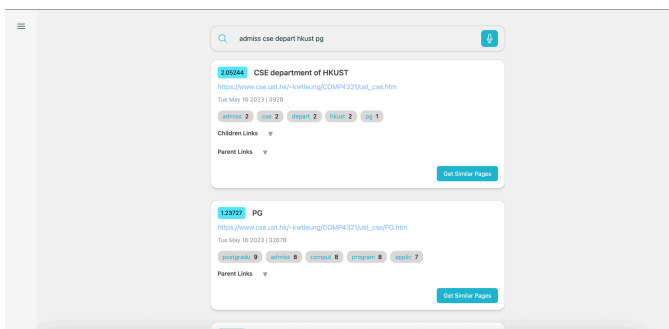 admiss cse depart hkust pg
2.05244 CSE department of HKUST
https://www.cse.ust.hk/~kwtleung/COMP4321/ust_cse.htm
Tue May 16 2023 | 392B
admiss 2 cse 2 depart 2 hkust 2 pg 1
Children Links ▼
Parent Links ▼
Get Similar Pages
1.23727 PG
https://www.cse.ust.hk/~kwtleung/COMP4321/ust_cse/PG.htm
Tue May 16 2023 | 3267B
postgradu 9 admiss 8 comput 8 program 8 applic 7
Parent Links ▼
Get Similar Pages